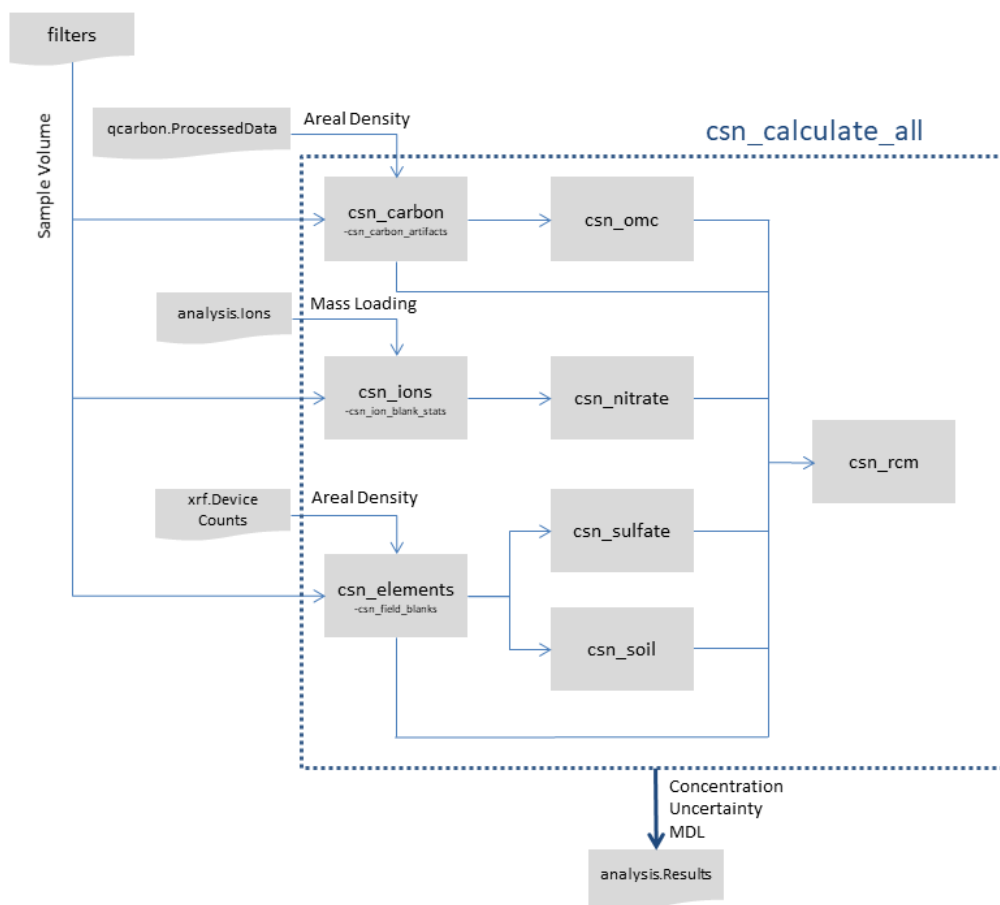 filters
Sample Volume
qcarbon.ProcessedData
Areal Density
csn_calculate_all
csn_carbon
-csn_carbon_artifacts
csn_omc
analysis.Ions
Mass Loading
csn_ions
-csn_ion_blank_stats
csn_nitrate
csn_rcm
xrf.Device
Counts
Areal Density
csn_elements
-csn_field_blanks
csn_sulfate
csn_soil
Concentration
Uncertainty
MDL
analysis.Results